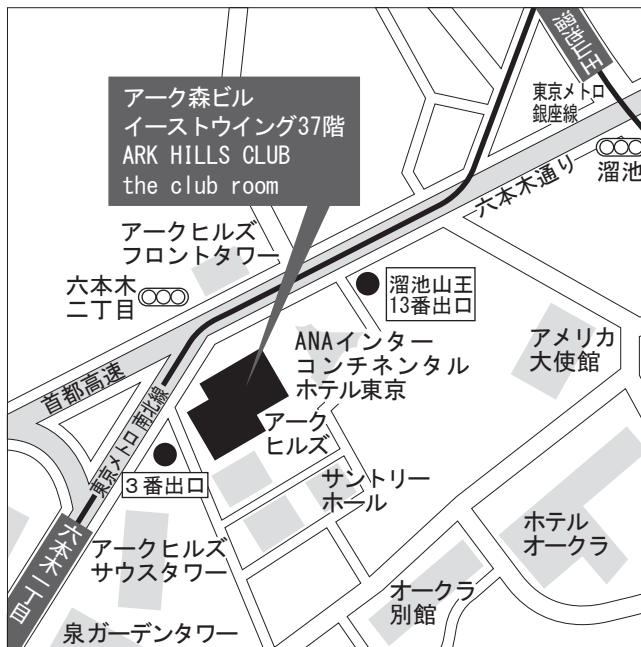 溜池山王
東京メトロ
銀座線
溜池
六本木通り
アーク森ビル
イーストウイング37階
ARK HILLS CLUB
the club room
アークヒルズ
フロントタワー
六本木
二丁目
溜池山王
13番出口
ANAインター
コンチネンタル
ホテル東京
アメリカ
大使館
首都高速
東京メトロ 南北線
アーク
ヒルズ
3番出口
サントリー
ホール
ホテル
オークラ
六本木一丁目
アークヒルズ
サウスタワー
オークラ
別館
泉ガーデンタワー